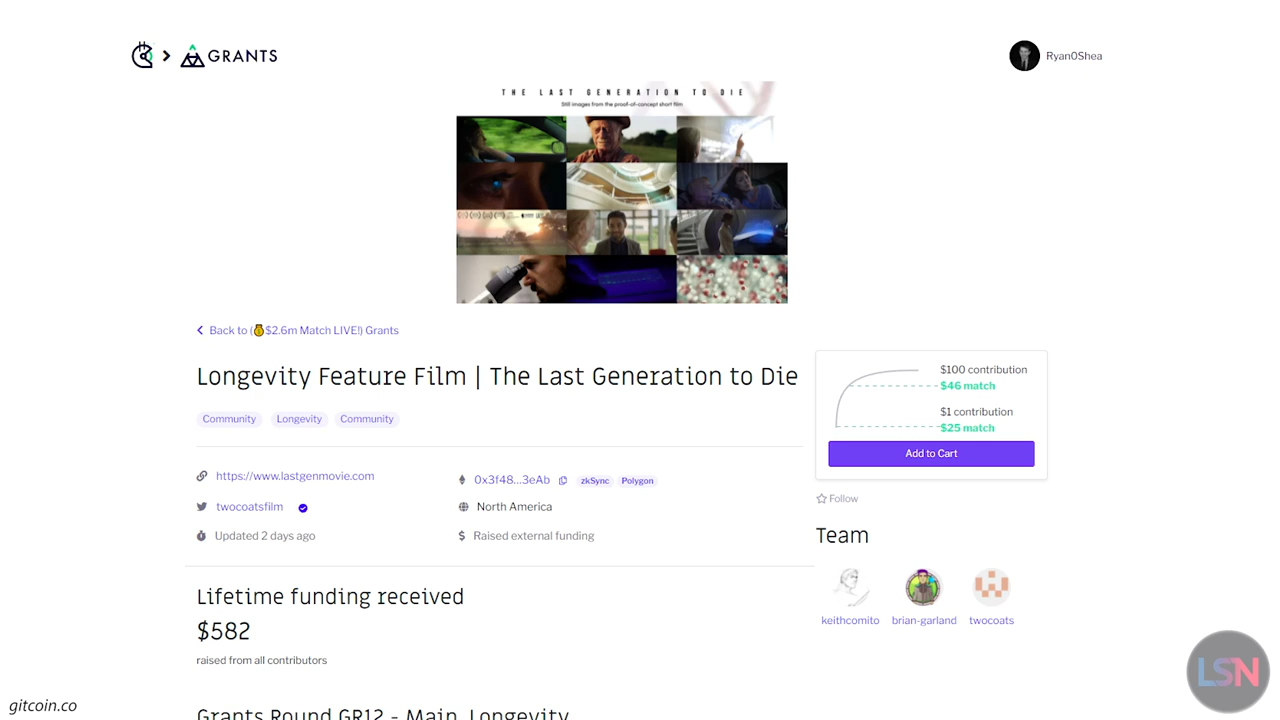 GRANTS
Ryan0Shea
THE LAST GENERATION TO DIE
Still images from the proof-of-concept short film
Back to (💰$2.6m Match LIVE!) Grants
Longevity Feature Film | The Last Generation to Die
Community Longevity Community
$100 contribution
$46 match
$1 contribution
$25 match
Add to Cart
https://www.lastgenmovie.com
0x3f48...3eAb zkSync Polygon
twocoatsfilm
North America
Updated 2 days ago
Raised external funding
Follow
Team
keithcomito brian-garland twocoats
Lifetime funding received
$582
raised from all contributors
Grants Round GR12 - Main, Longevity
gitcoin.co
LSN